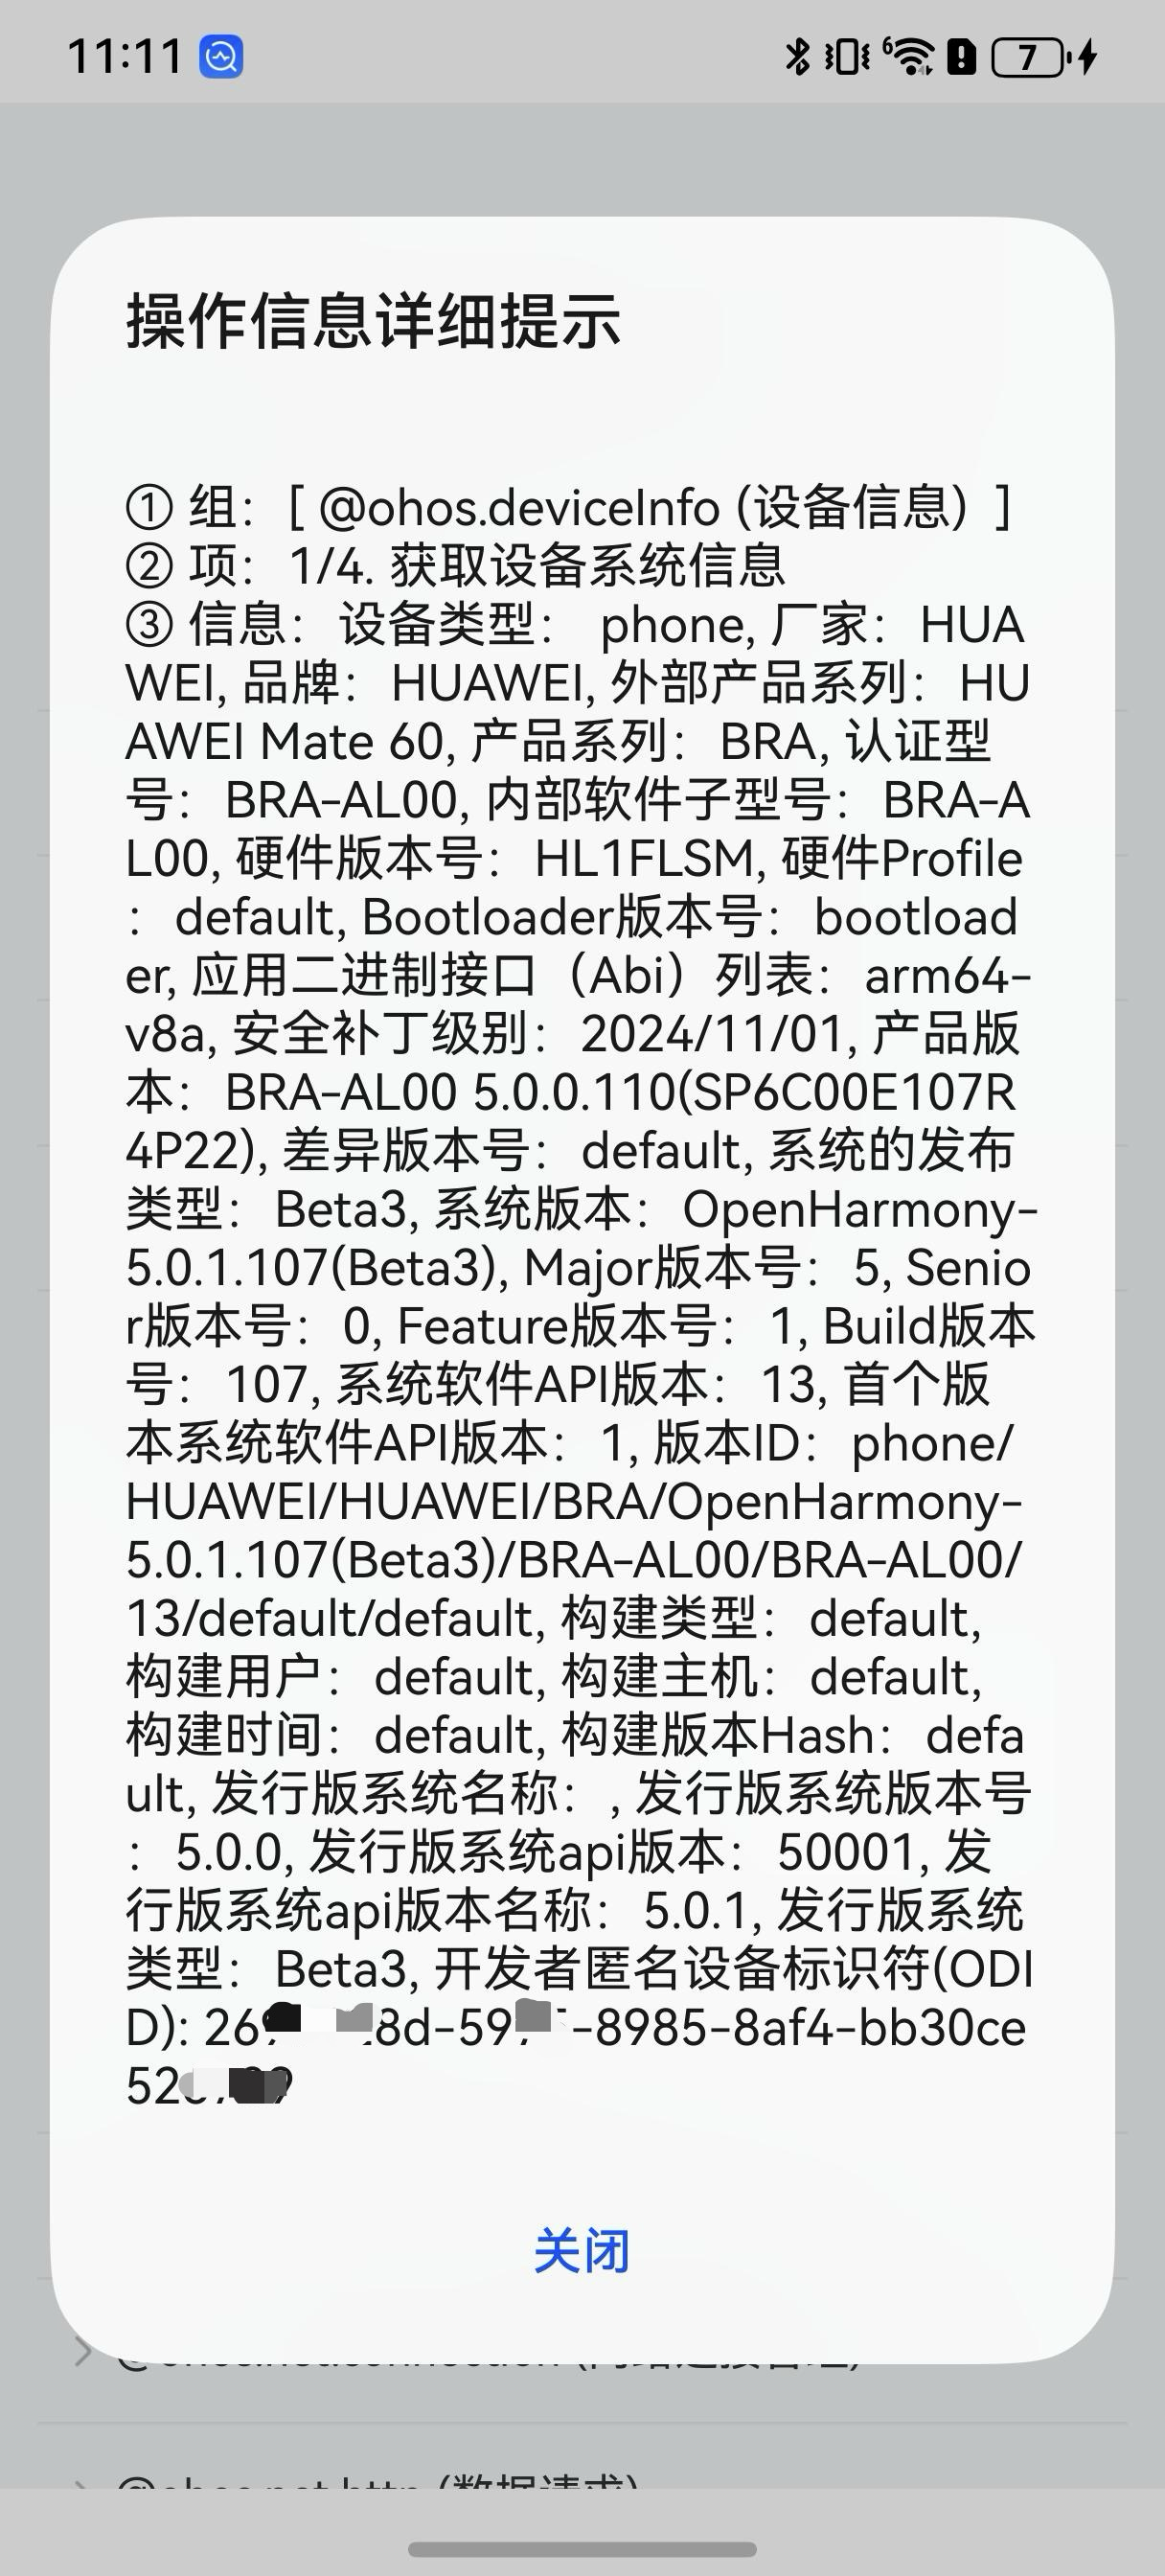 11:11
6
7
操作信息详细提示
① 组： [ @ohos.deviceInfo (设备信息) ]
② 项： 1/4. 获取设备系统信息
③ 信息： 设备类型： phone, 厂家： HUA
WEI, 品牌： HUAWEI, 外部产品系列： HU
AWEI Mate 60, 产品系列： BRA, 认证型
号： BRA-AL00, 内部软件子型号： BRA-A
L00, 硬件版本号： HL1FLSM, 硬件Profile
： default, Bootloader版本号： bootload
er, 应用二进制接口（Abi）列表： arm64-
v8a, 安全补丁级别： 2024/11/01, 产品版
本： BRA-AL00 5.0.0.110(SP6C00E107R
4P22), 差异版本号： default, 系统的发布
类型： Beta3, 系统版本： OpenHarmony-
5.0.1.107(Beta3), Major版本号： 5, Senio
r版本号： 0, Feature版本号： 1, Build版本
号： 107, 系统软件API版本： 13, 首个版
本系统软件API版本： 1, 版本ID： phone/
HUAWEI/HUAWEI/BRA/OpenHarmony-
5.0.1.107(Beta3)/BRA-AL00/BRA-AL00/
13/default/default, 构建类型： default,
构建用户： default, 构建主机： default,
构建时间： default, 构建版本Hash： defa
ult, 发行版系统名称： , 发行版系统版本号
： 5.0.0, 发行版系统api版本： 50001, 发
行版系统api版本名称： 5.0.1, 发行版系统
类型： Beta3, 开发者匿名设备标识符(ODI
D): 26 8d-59 -8985-8af4-bb30ce
52
关闭
@ohos.net.http (数据请求)